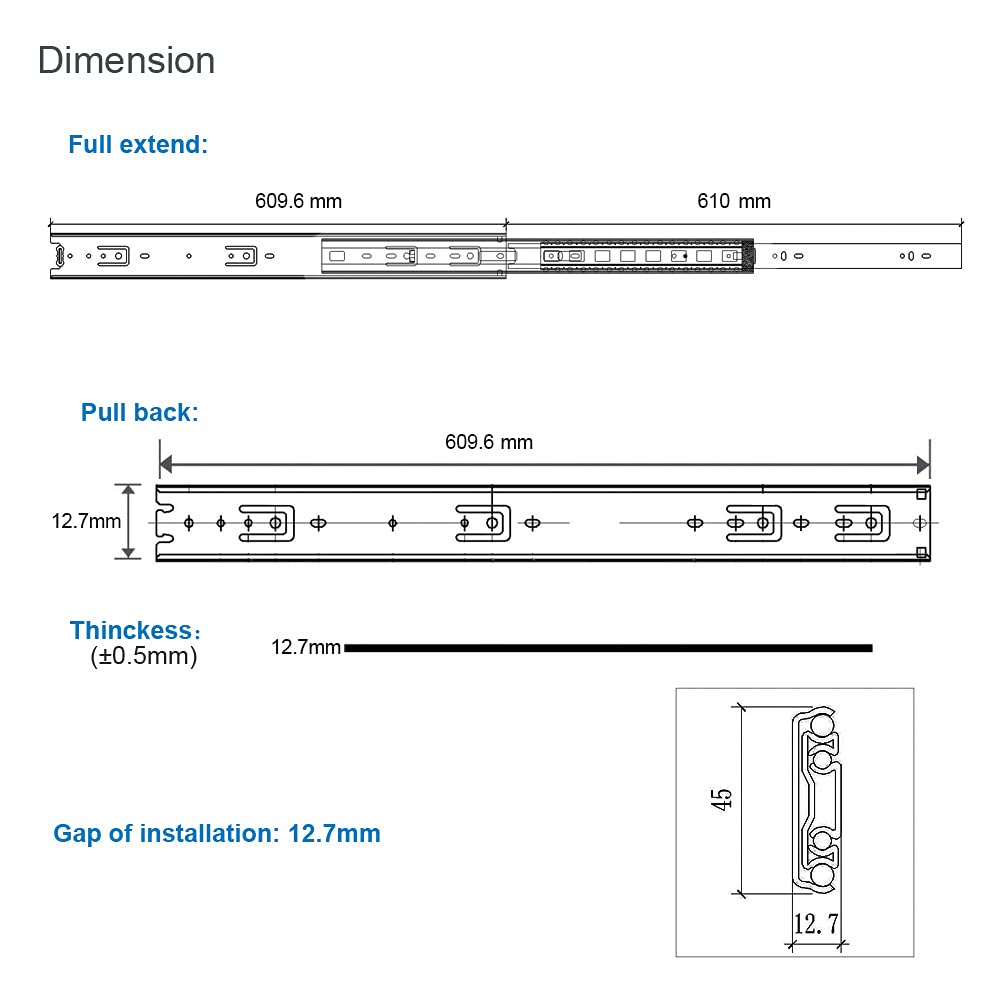 Dimension
Full extend:
609.6 mm
610 mm
Pull back:
609.6 mm
12.7mm
Thinckess:
(±0.5mm)
12.7mm
45
Gap of installation: 12.7mm
12.7